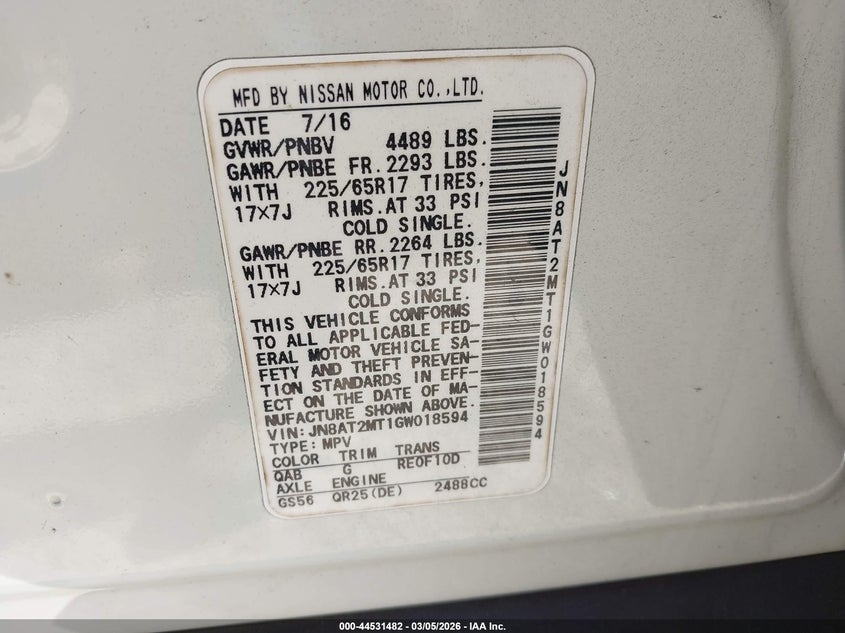 MFD BY NISSAN MOTOR CO.,LTD.
DATE 7/16
GVWR/PNBV 4489 LBS.
GAWR/PNBE FR. 2293 LBS.
WITH 225/65R17 TIRES,
17×7J RIMS.AT 33 PSI
COLD SINGLE.
GAWR/PNBE RR. 2264 LBS.
WITH 225/65R17 TIRES,
17×7J RIMS.AT 33 PSI
COLD SINGLE.
THIS VEHICLE CONFORMS
TO ALL APPLICABLE FED-
ERAL MOTOR VEHICLE SA-
FETY AND THEFT PREVEN-
TION STANDARDS IN EFF-
ECT ON THE DATE OF MA-
NUFACTURE SHOWN ABOVE.
VIN: JN8AT2MT1GW018594
TYPE: MPV
COLOR TRIM TRANS
QAB G RE0F10D
AXLE ENGINE
GS56 QR25(DE) 2488CC
JN8AT2MT1GW018594
000-44531482 — 03/05/2026 — IAA Inc.